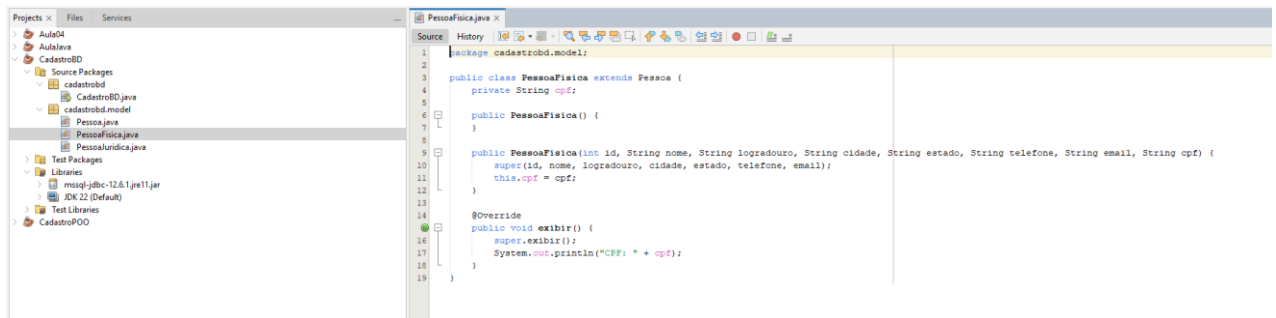 Projects × Files Services
Aula04
AulaJava
CadastroBD
Source Packages
cadastrobd
CadastroBD.java
cadastrobd.model
Pessoa.java
PessoaFisica.java
PessoaJuridica.java
Test Packages
Libraries
mssql-jdbc-12.6.1.jre11.jar
JDK 22 (Default)
Test Libraries
CadastroPOO
PessoaFisica.java ×
Source History
1 package cadastrobd.model;
2
3 public class PessoaFisica extends Pessoa {
4 private String cpf;
5
6 public PessoaFisica() {
7 }
8
9 public PessoaFisica(int id, String nome, String logradouro, String cidade, String estado, String telefone, String email, String cpf) {
10 super(id, nome, logradouro, cidade, estado, telefone, email);
11 this.cpf = cpf;
12 }
13
14 @Override
public void exibir() {
16 super.exibir();
17 System.out.println("CPF: " + cpf);
18 }
19 }